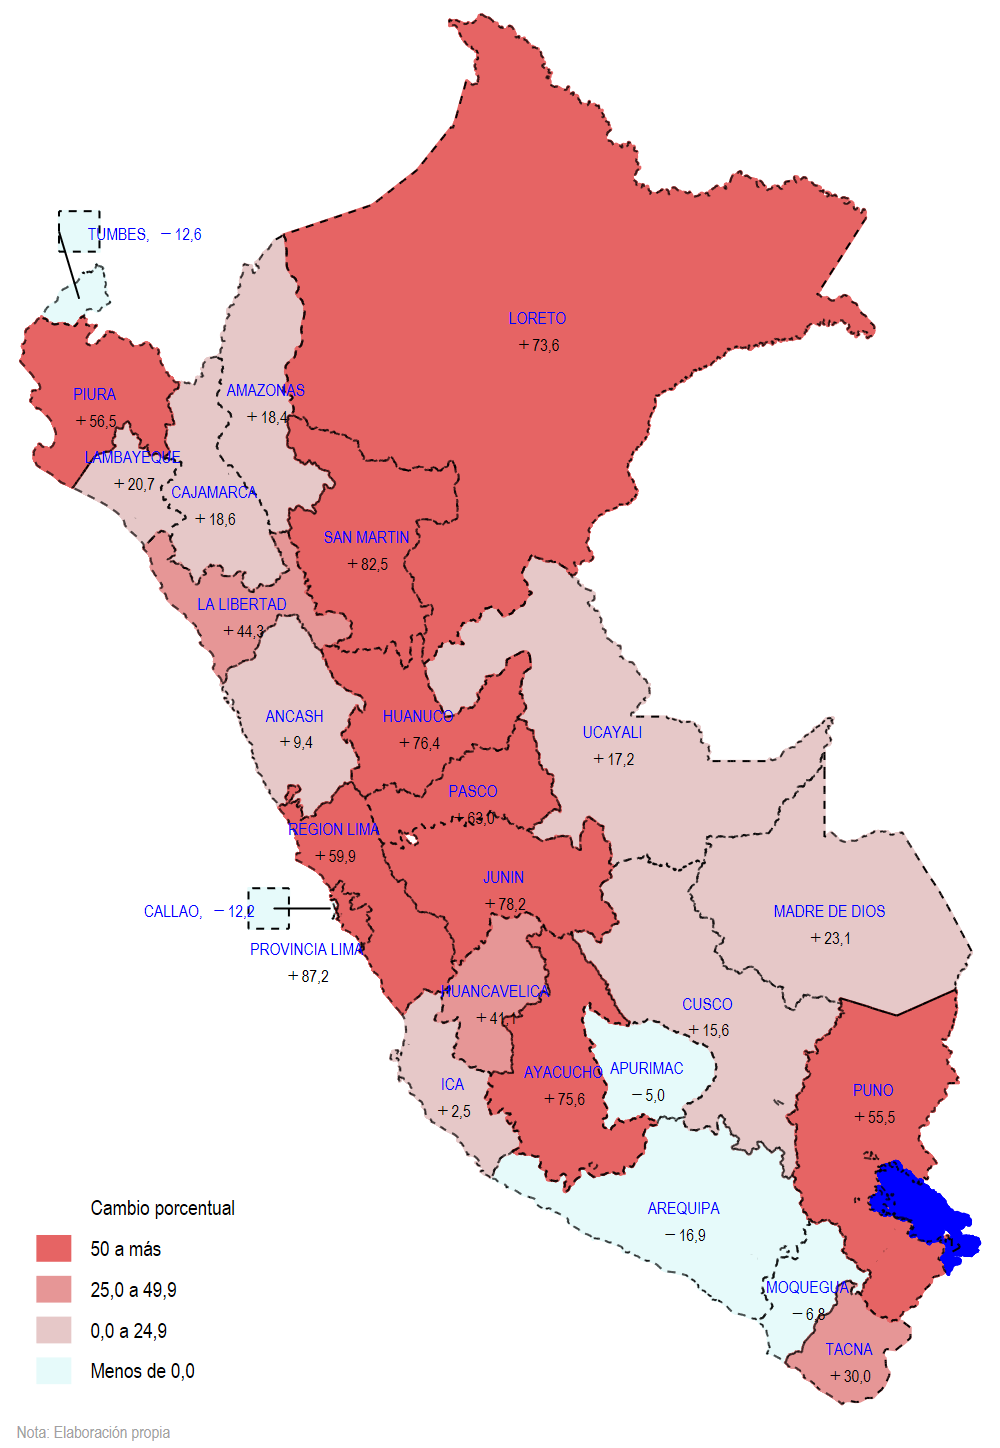 TUMBES, －12,6
LORETO
＋73,6
PIURA
＋56,5
AMAZONAS
＋18,4
LAMBAYEQUE
＋20,7
CAJAMARCA
＋18,6
SAN MARTIN
＋82,5
LA LIBERTAD
＋44,3
ANCASH
＋9,4
HUANUCO
＋76,4
UCAYALI
＋17,2
PASCO
＋63,0
REGION LIMA
＋59,9
JUNIN
＋78,2
CALLAO, －12,2
MADRE DE DIOS
＋23,1
PROVINCIA LIMA
＋87,2
HUANCAVELICA
＋41,1
CUSCO
＋15,6
ICA
＋2,5
AYACUCHO
＋75,6
APURIMAC
－5,0
PUNO
＋55,5
AREQUIPA
－16,9
MOQUEGUA
－6,8
TACNA
＋30,0
Cambio porcentual
50 a más
25,0 a 49,9
0,0 a 24,9
Menos de 0,0
Nota: Elaboración propia